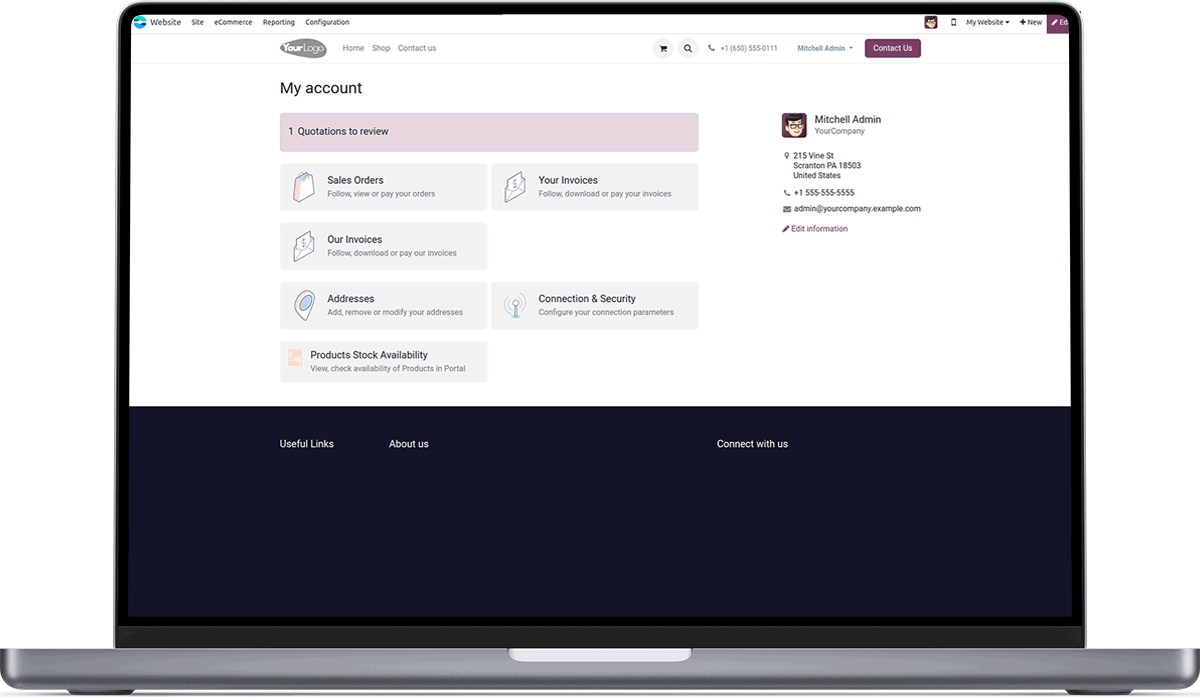 Website Site eCommerce Reporting Configuration My Website New Ed
YourLogo Home Shop Contact us +1 (650) 555-0111 Mitchell Admin Contact Us
My account
1 Quotations to review
Sales Orders
Follow, view or pay your orders
Your Invoices
Follow, download or pay your invoices
Our Invoices
Follow, download or pay our invoices
Addresses
Add, remove or modify your addresses
Connection & Security
Configure your connection parameters
Products Stock Availability
View, check availability of Products in Portal
Mitchell Admin
YourCompany
215 Vine St
Scranton PA 18503
United States
+1 555-555-5555
admin@yourcompany.example.com
Edit information
Useful Links About us Connect with us